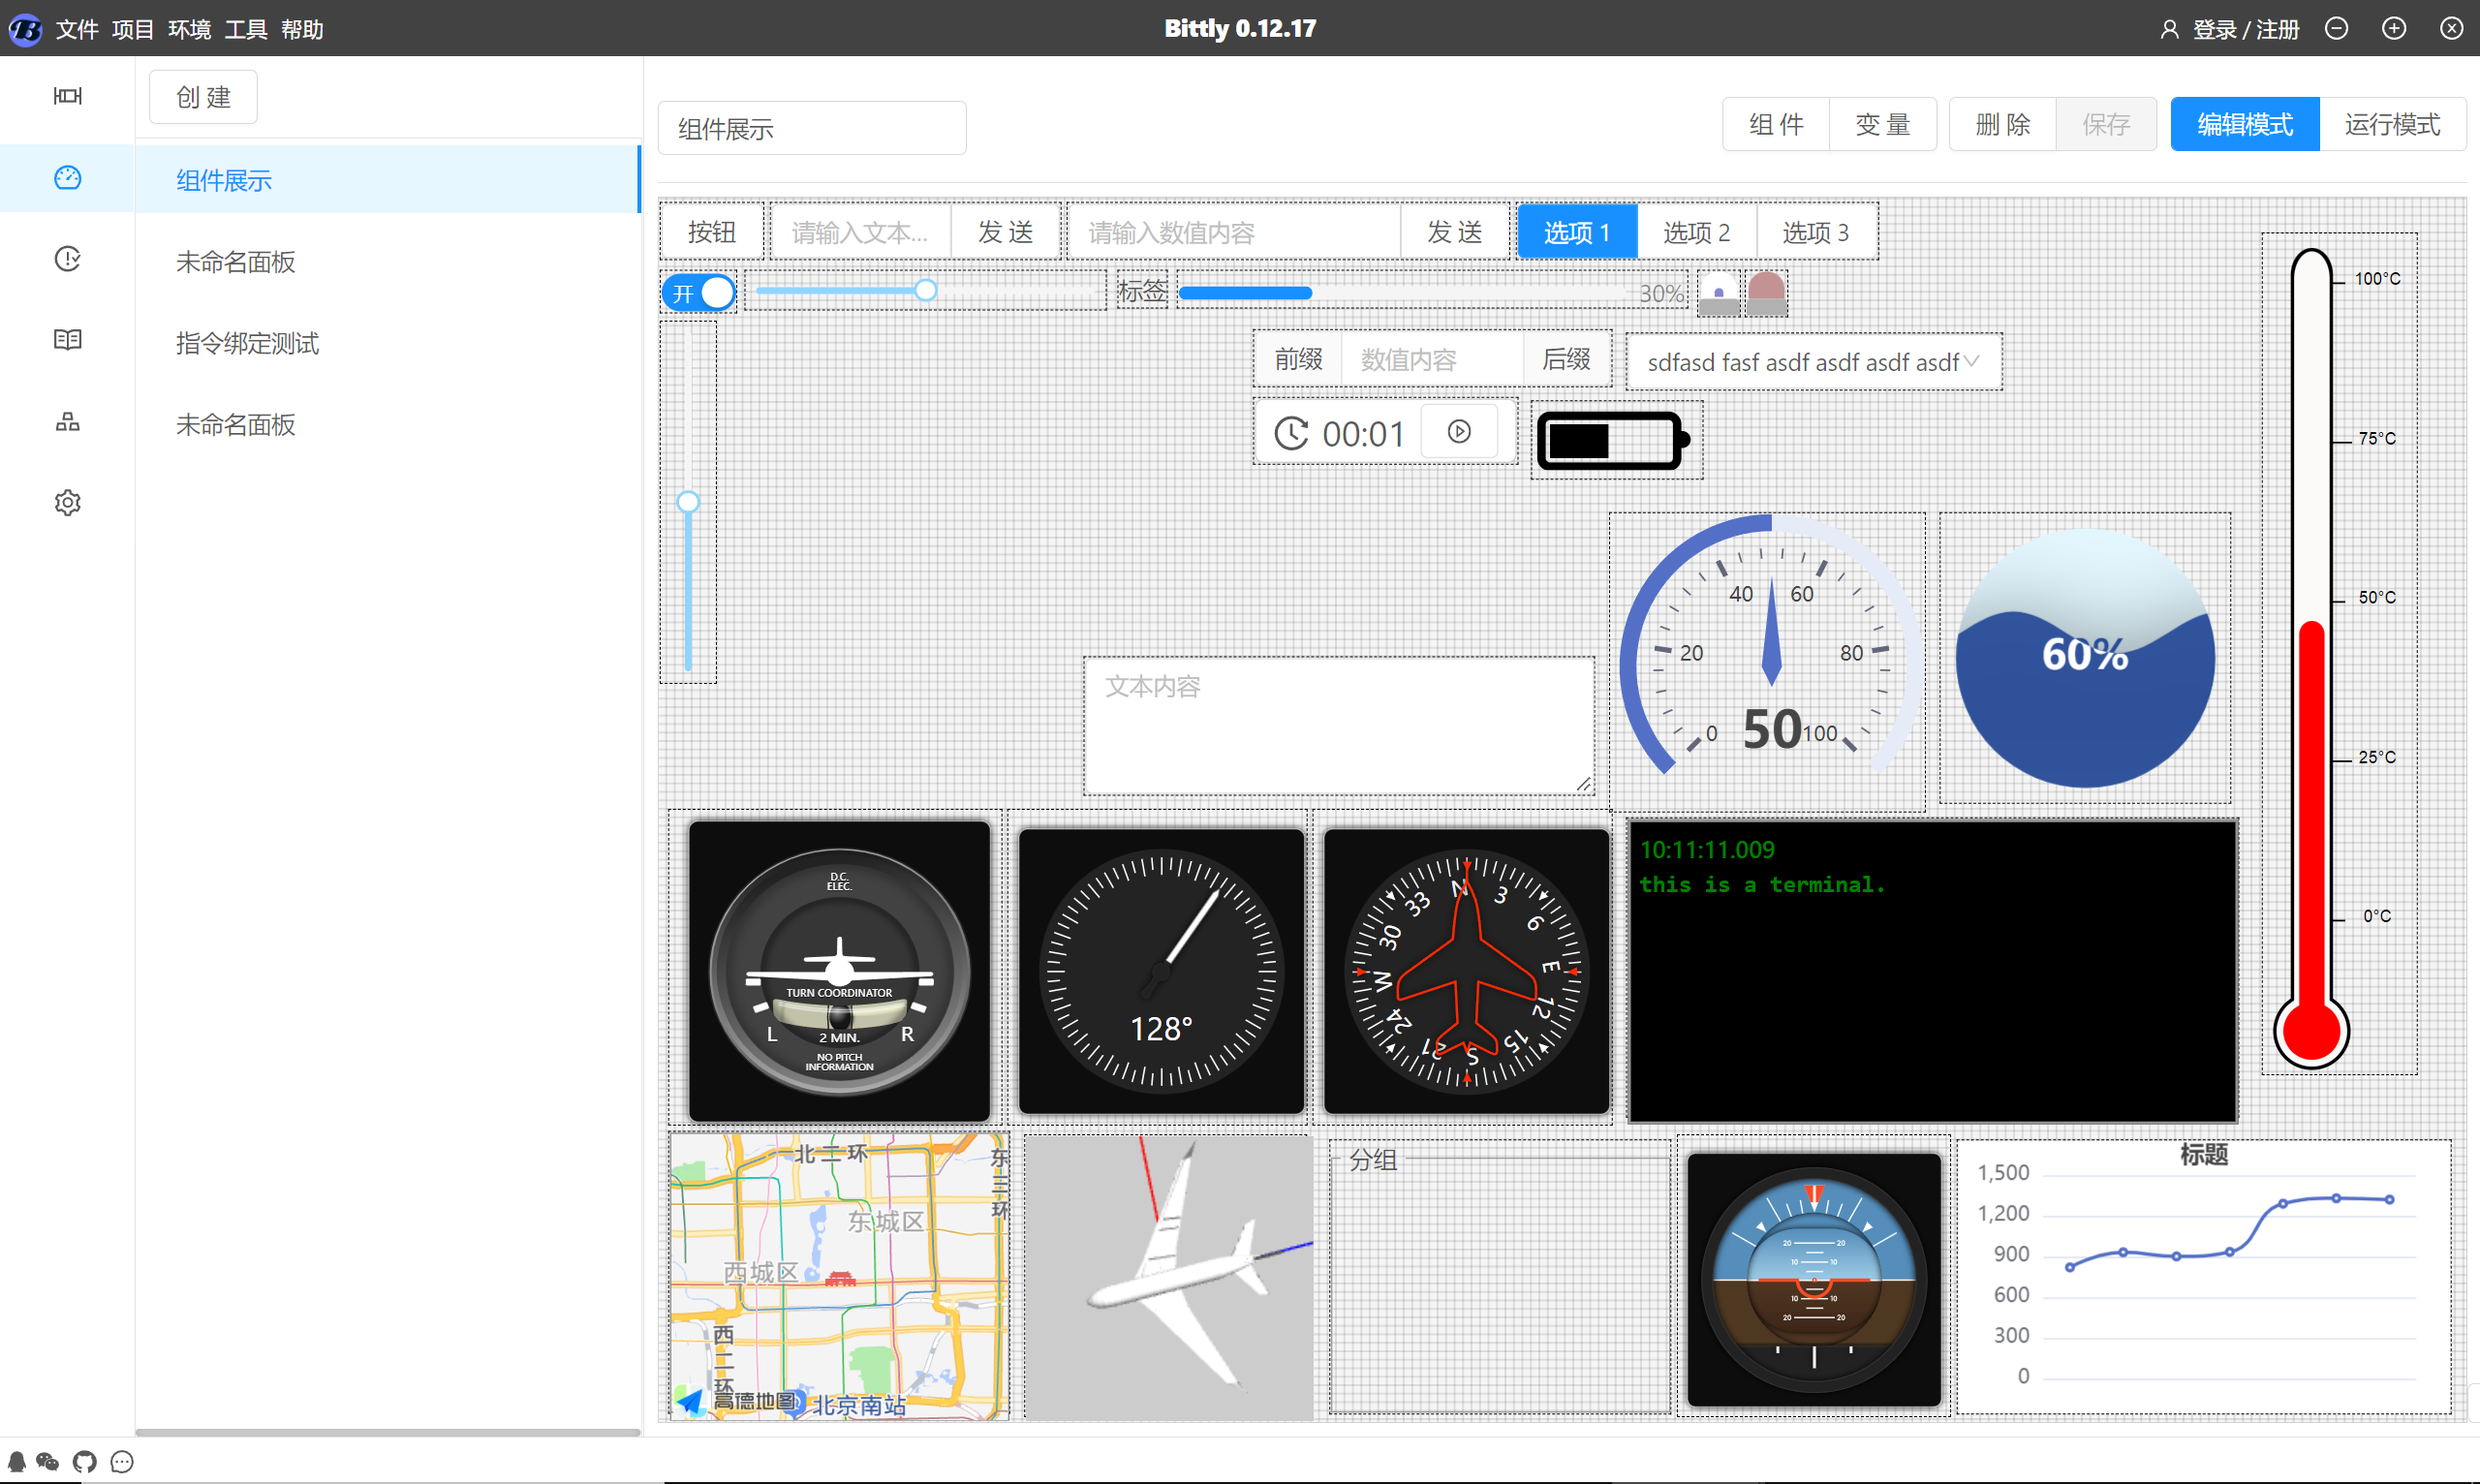 文件 项目 环境 工具 帮助
Bittly 0.12.17
登录 / 注册
创 建
组件展示
未命名面板
指令绑定测试
未命名面板
组件展示
组 件
变 量
删 除
保存
编辑模式
运行模式
按钮
请输入文本...
发 送
请输入数值内容
发 送
选项 1
选项 2
选项 3
开
标签
30%
前缀
数值内容
后缀
sdfasd fasf asdf asdf asdf asdf
00:01
100°C
75°C
50°C
25°C
0°C
0
20
40
60
80
100
50
60%
文本内容
D.C.
ELEC.
TURN COORDINATOR
L
2 MIN.
R
NO PITCH
INFORMATION
128°
N
3
6
E
12
15
S
21
24
W
30
33
10:11:11.009
this is a terminal.
北二环
东三环
东城区
西城区
西二环
高德地图
北京南站
分组
20 20
10 10
10 10
20 20
标题
1,500
1,200
900
600
300
0